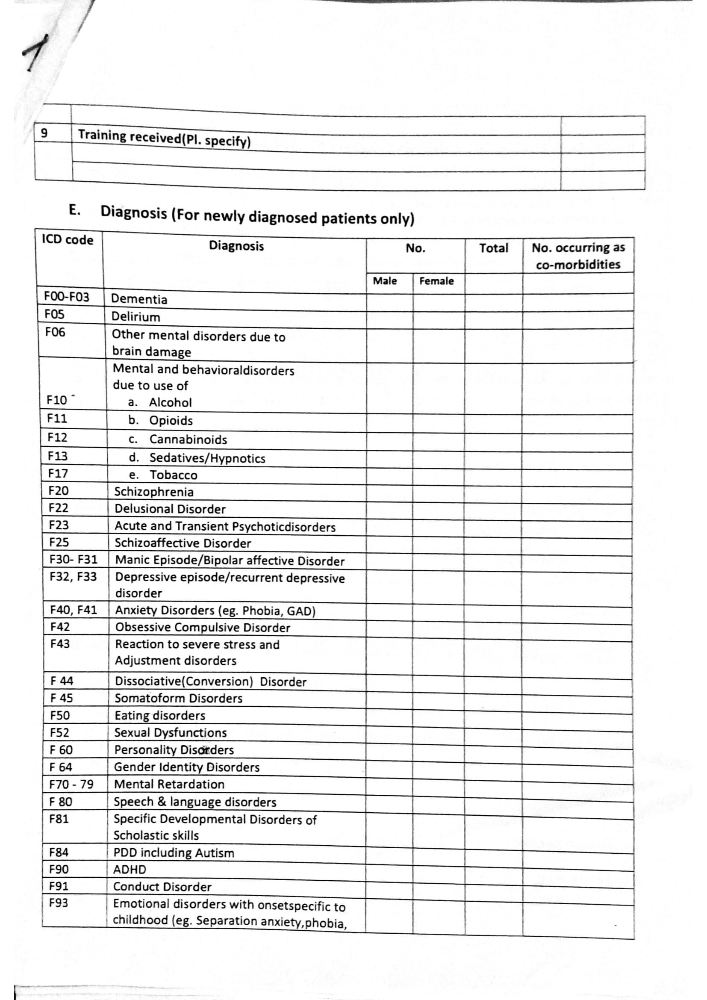 9 Training received(Pl. specify)
E. Diagnosis (For newly diagnosed patients only)
ICD code Diagnosis No. Total No. occurring as
co-morbidities
Male Female
F00-F03 Dementia
F05 Delirium
F06 Other mental disorders due to
brain damage
Mental and behavioraldisorders
due to use of
F10 a. Alcohol
F11 b. Opioids
F12 c. Cannabinoids
F13 d. Sedatives/Hypnotics
F17 e. Tobacco
F20 Schizophrenia
F22 Delusional Disorder
F23 Acute and Transient Psychoticdisorders
F25 Schizoaffective Disorder
F30- F31 Manic Episode/Bipolar affective Disorder
F32, F33 Depressive episode/recurrent depressive
disorder
F40, F41 Anxiety Disorders (eg. Phobia, GAD)
F42 Obsessive Compulsive Disorder
F43 Reaction to severe stress and
Adjustment disorders
F 44 Dissociative(Conversion) Disorder
F 45 Somatoform Disorders
F50 Eating disorders
F52 Sexual Dysfunctions
F 60 Personality Disorders
F 64 Gender Identity Disorders
F70 - 79 Mental Retardation
F 80 Speech & language disorders
F81 Specific Developmental Disorders of
Scholastic skills
F84 PDD including Autism
F90 ADHD
F91 Conduct Disorder
F93 Emotional disorders with onsetspecific to
childhood (eg. Separation anxiety,phobia,